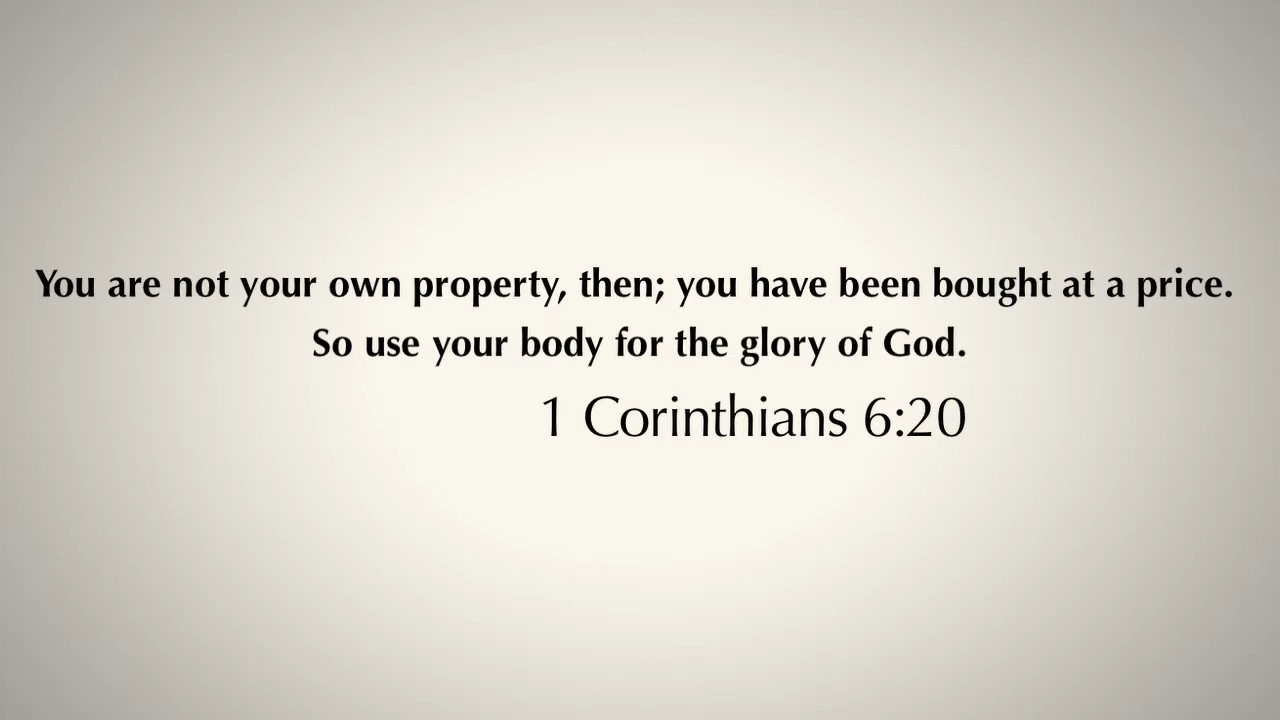 You are not your own property, then; you have been bought at a price.
So use your body for the glory of God.
1 Corinthians 6:20